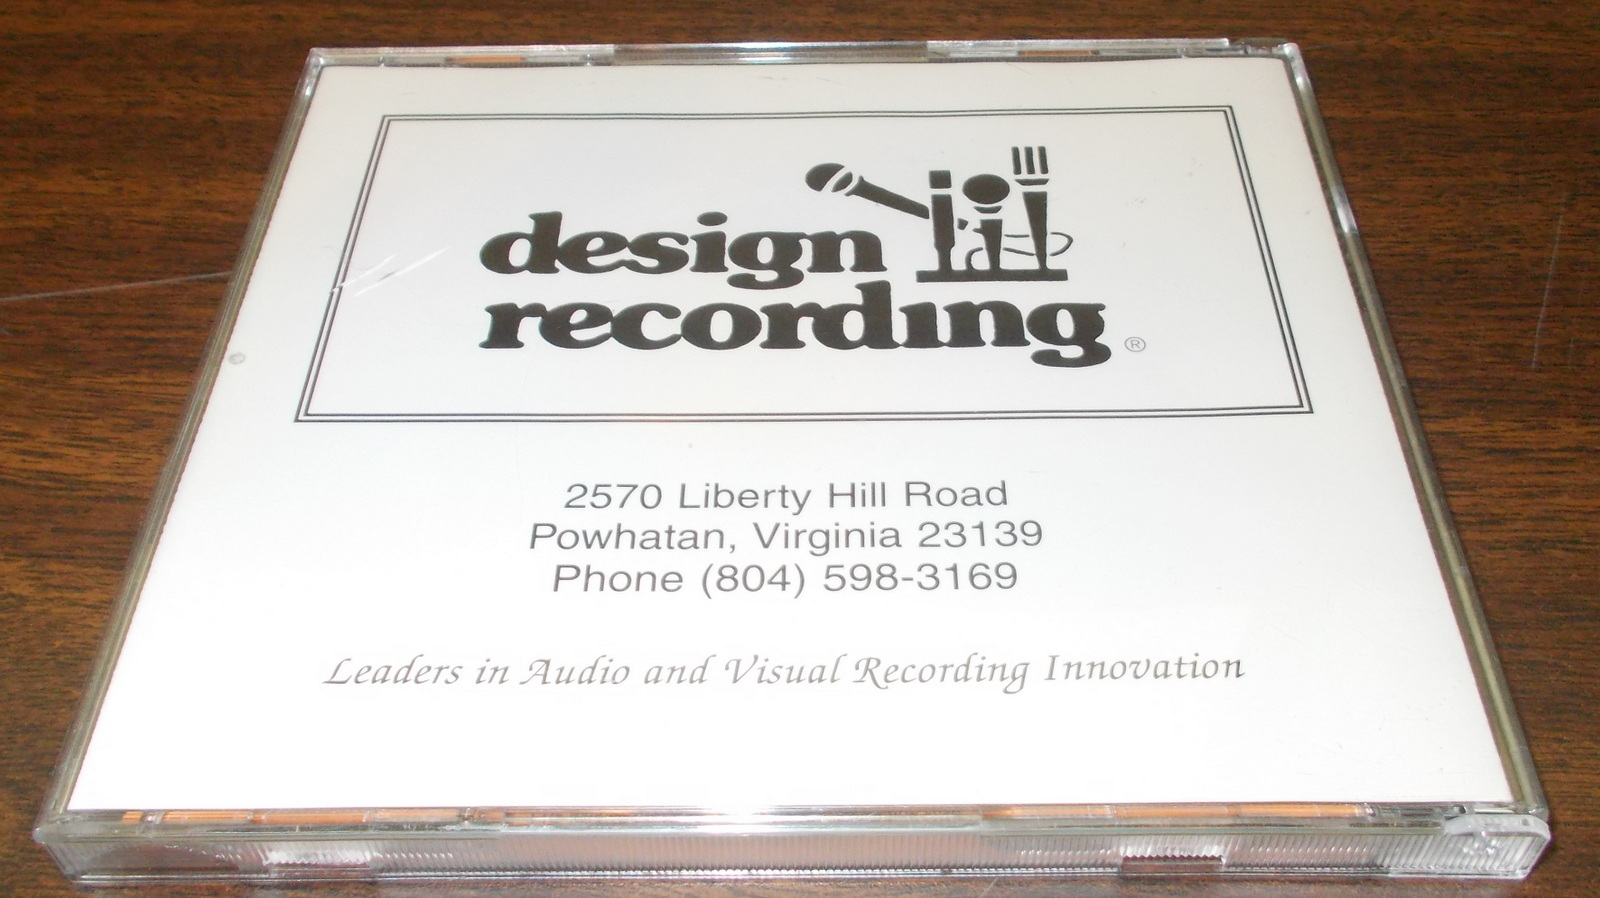 design
recordıng ®
2570 Liberty Hill Road
Powhatan, Virginia 23139
Phone (804) 598-3169
Leaders in Audio and Visual Recording Innovation